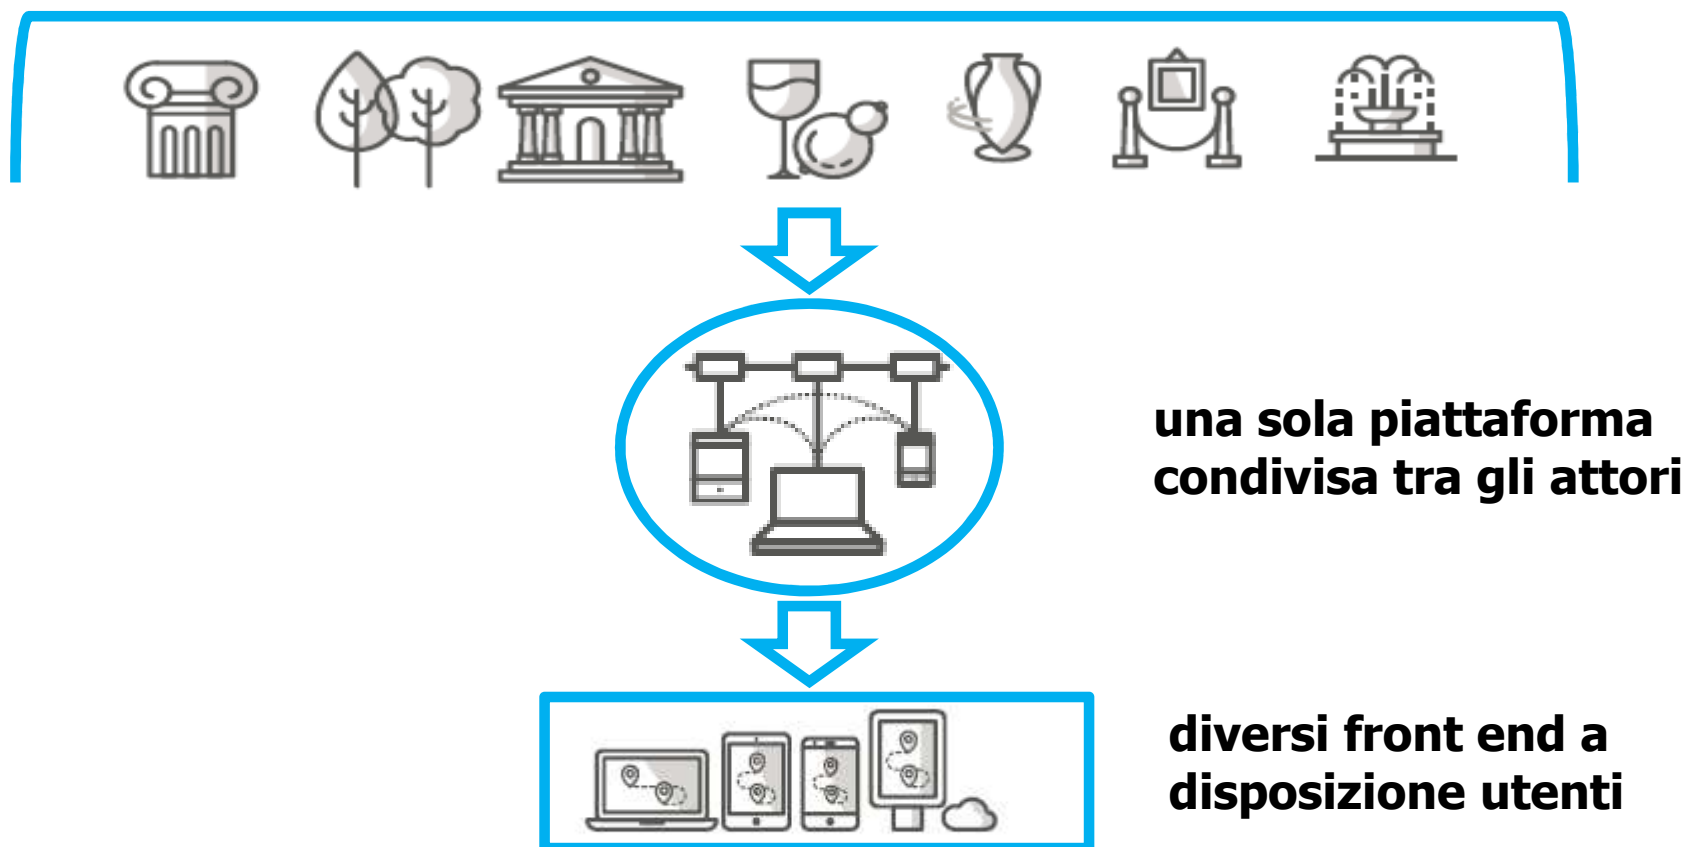 una sola piattaforma
condivisa tra gli attori
diversi front end a
disposizione utenti